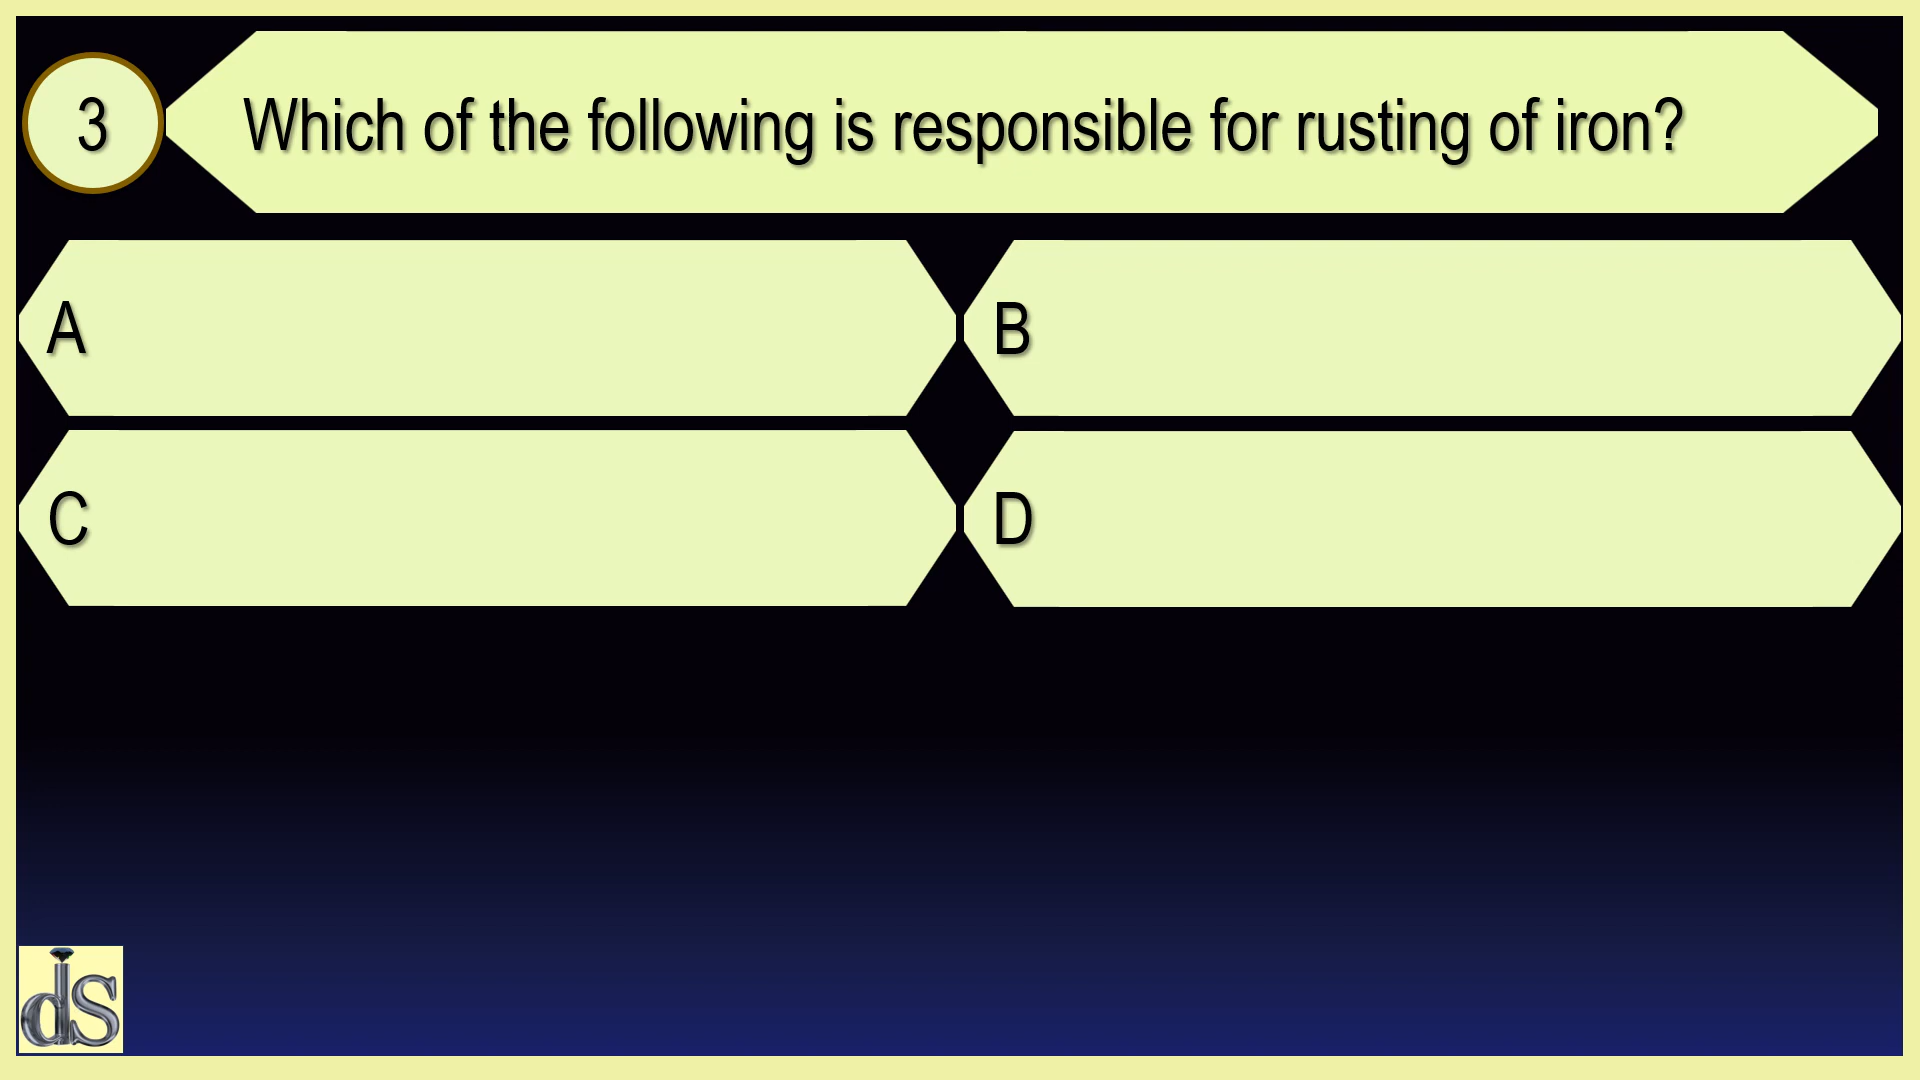 3
Which of the following is responsible for rusting of iron?
A
B
C
D
ds